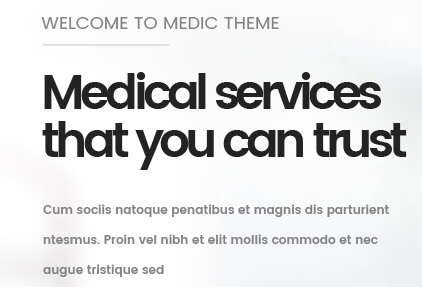 WELCOME TO MEDIC THEME
Medical services
that you can trust
Cum sociis natoque penatibus et magnis dis parturient
ntesmus. Proin vel nibh et elit mollis commodo et nec
augue tristique sed